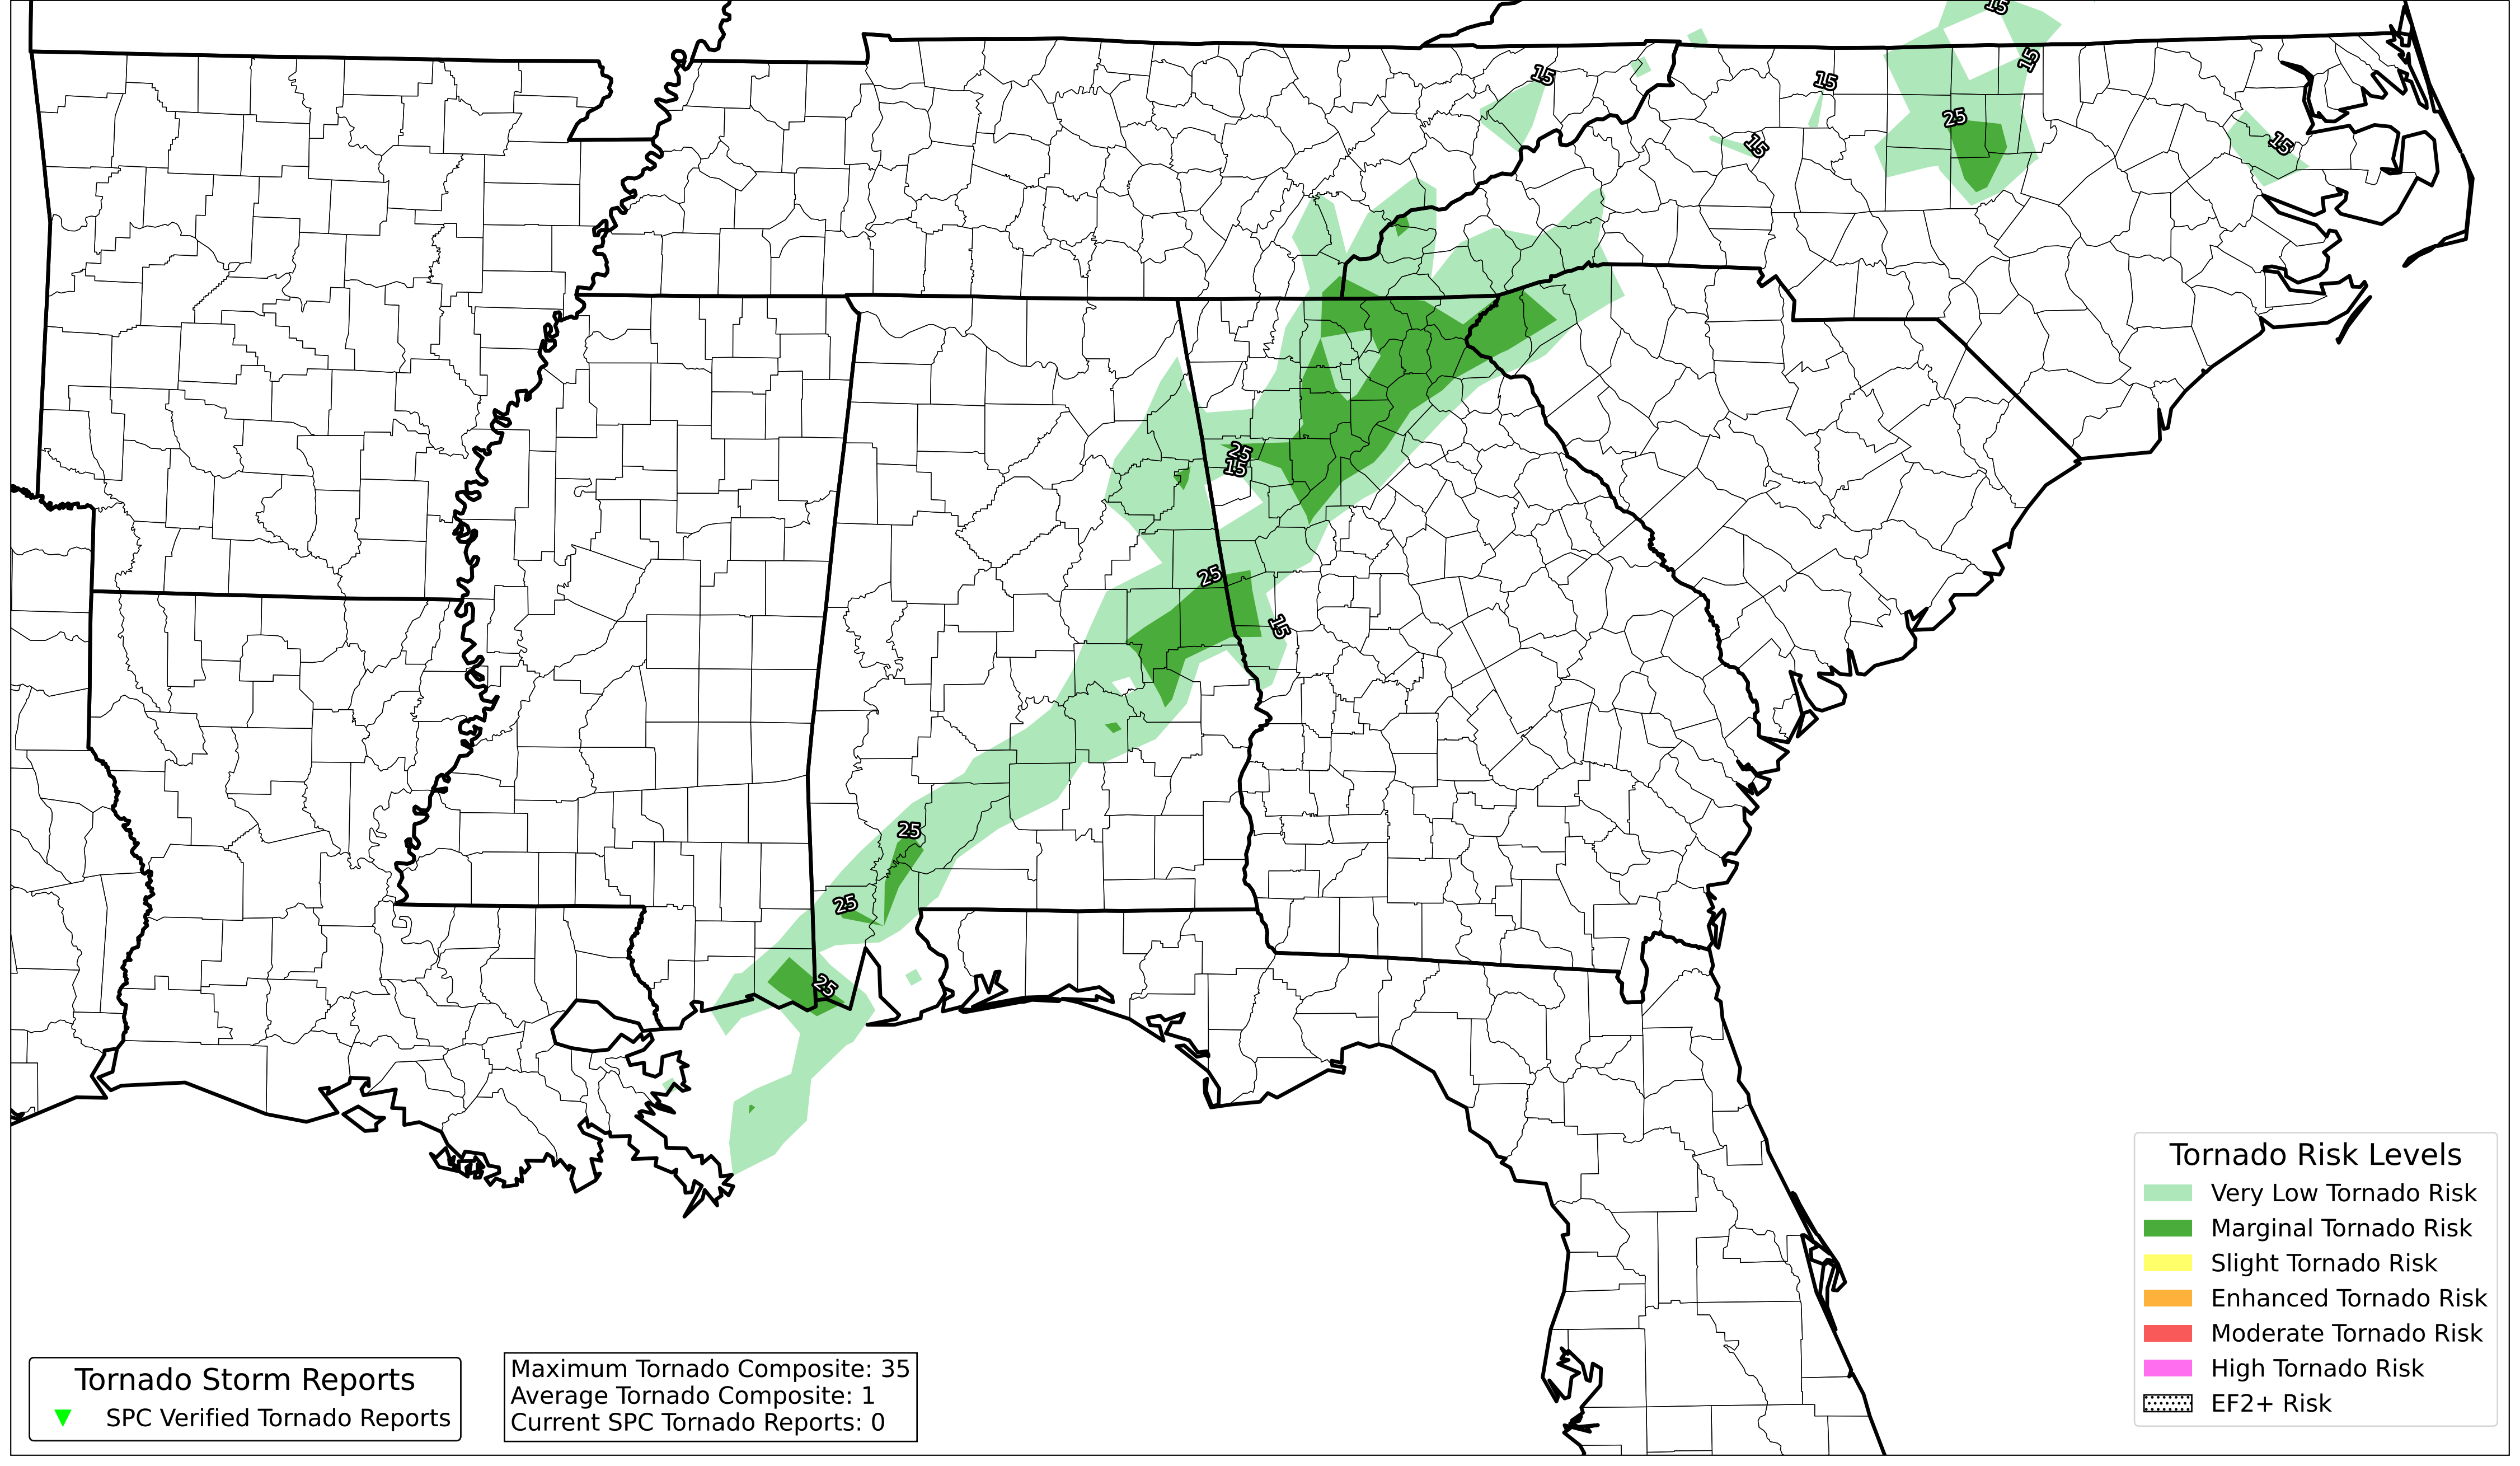 15
15
15
15
25
15
15
25
15
25
15
25
25
25
Tornado Risk Levels
Very Low Tornado Risk
Marginal Tornado Risk
Slight Tornado Risk
Enhanced Tornado Risk
Moderate Tornado Risk
High Tornado Risk
EF2+ Risk
Tornado Storm Reports
SPC Verified Tornado Reports
Maximum Tornado Composite: 35
Average Tornado Composite: 1
Current SPC Tornado Reports: 0